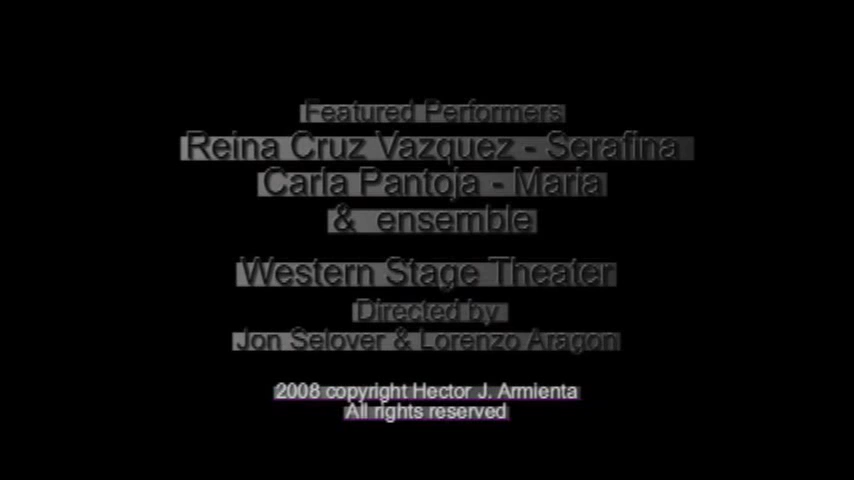 Featured Performers
Reina Cruz Vazquez - Serafina
Carla Pantoja - Maria
& ensemble
Western Stage Theater
Directed by
Jon Selover & Lorenzo Aragon
2008 copyright Hector J. Armienta
All rights reserved